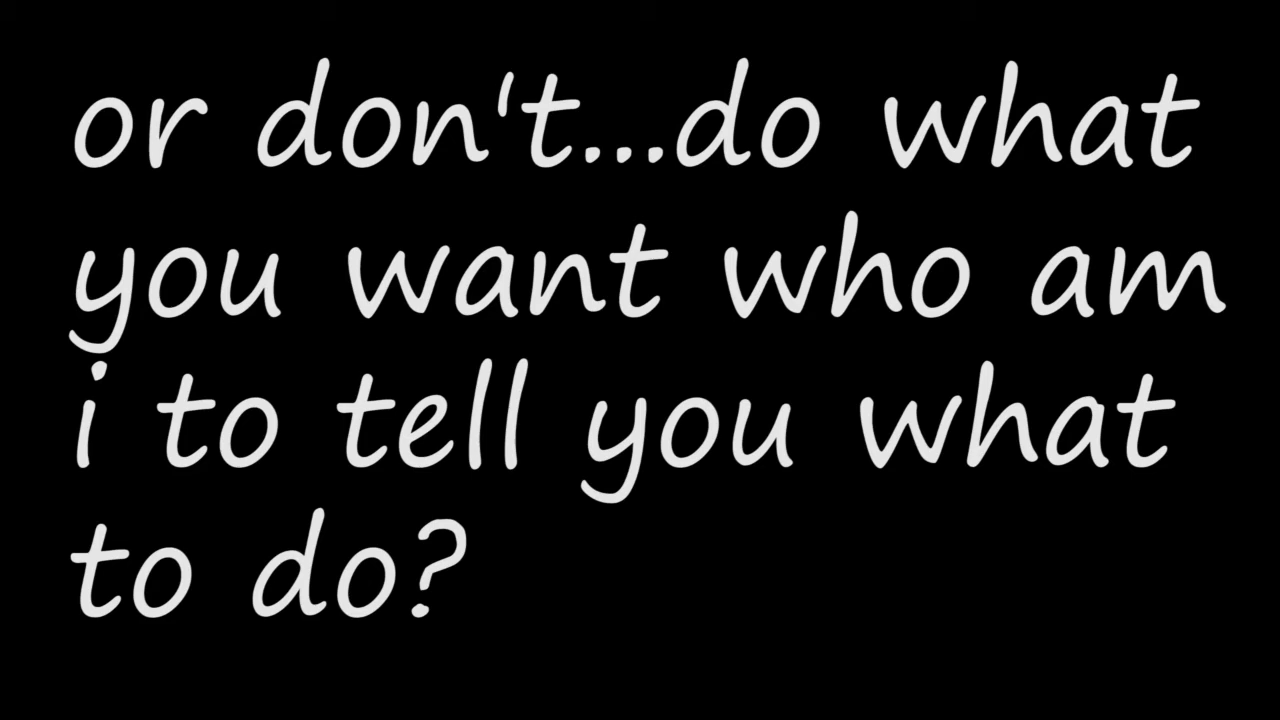 or don't...do what
you want who am
i to tell you what
to do?